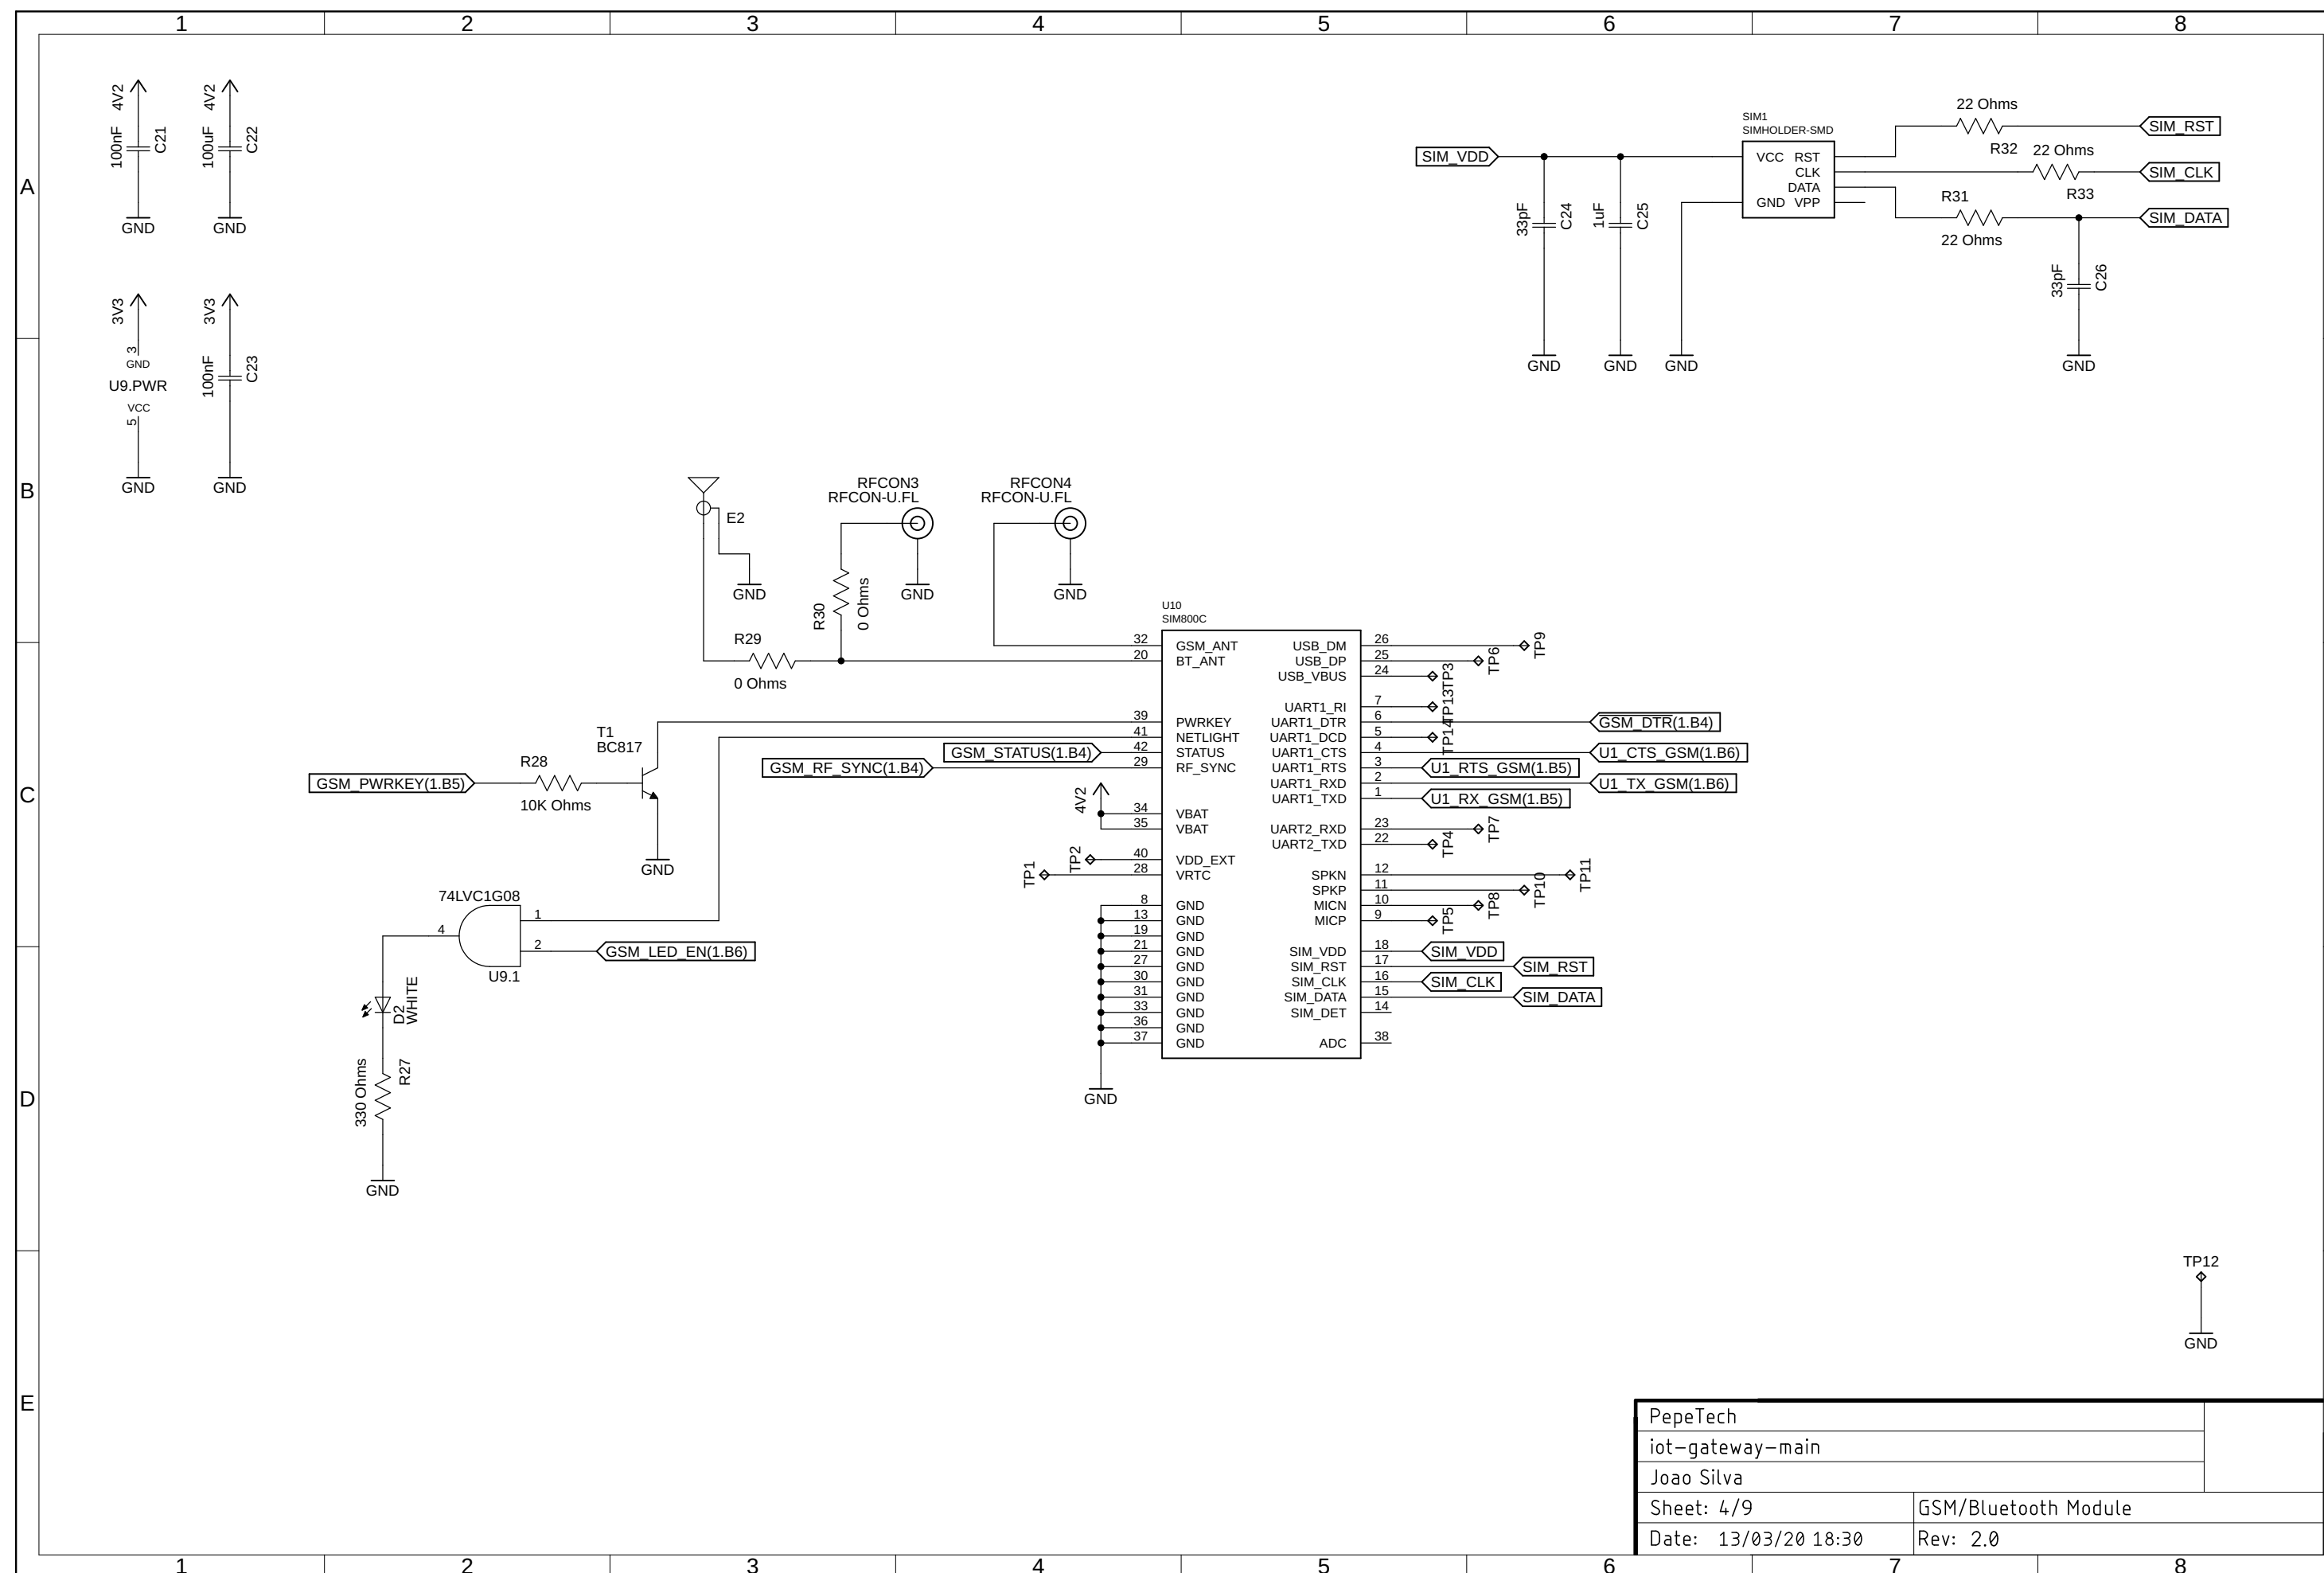 1 2 3 4 5 6 7 8
A
B
C
D
E
4V2
100nF
C21
GND
4V2
100uF
C22
GND
3V3
3
GND
U9.PWR
VCC
5
GND
3V3
100nF
C23
GND
SIM_VDD
33pF
C24
GND
1uF
C25
GND
GND
SIM1
SIMHOLDER-SMD
VCC RST
CLK
DATA
GND VPP
22 Ohms
R32
SIM_RST
22 Ohms
R33
SIM_CLK
R31
22 Ohms
SIM_DATA
33pF
C26
GND
E2
GND
RFCON3
RFCON-U.FL
GND
R30
0 Ohms
RFCON4
RFCON-U.FL
GND
R29
0 Ohms
GSM_PWRKEY(1.B5)
R28
10K Ohms
T1
BC817
GND
GSM_STATUS(1.B4)
GSM_RF_SYNC(1.B4)
4V2
TP2
TP1
74LVC1G08
1
2
4
U9.1
GSM_LED_EN(1.B6)
D2
WHITE
330 Ohms
R27
GND
U10
SIM800C
32 GSM_ANT
20 BT_ANT
39 PWRKEY
41 NETLIGHT
42 STATUS
29 RF_SYNC
34 VBAT
35 VBAT
40 VDD_EXT
28 VRTC
8 GND
13 GND
19 GND
21 GND
27 GND
30 GND
31 GND
33 GND
36 GND
37 GND
GND
USB_DM 26 TP9
USB_DP 25 TP6
USB_VBUS 24 TP3
UART1_RI 7 TP13
UART1_DTR 6 GSM_DTR(1.B4)
UART1_DCD 5 TP14
UART1_CTS 4 U1_CTS_GSM(1.B6)
UART1_RTS 3 U1_RTS_GSM(1.B5)
UART1_RXD 2 U1_TX_GSM(1.B6)
UART1_TXD 1 U1_RX_GSM(1.B5)
UART2_RXD 23 TP7
UART2_TXD 22 TP4
SPKN 12 TP11
SPKP 11 TP10
MICN 10 TP8
MICP 9 TP5
SIM_VDD 18 SIM_VDD
SIM_RST 17 SIM_RST
SIM_CLK 16 SIM_CLK
SIM_DATA 15 SIM_DATA
SIM_DET 14
ADC 38
TP12
GND
PepeTech
iot-gateway-main
Joao Silva
Sheet: 4/9 GSM/Bluetooth Module
Date: 13/03/20 18:30 Rev: 2.0
1 2 3 4 5 6 7 8